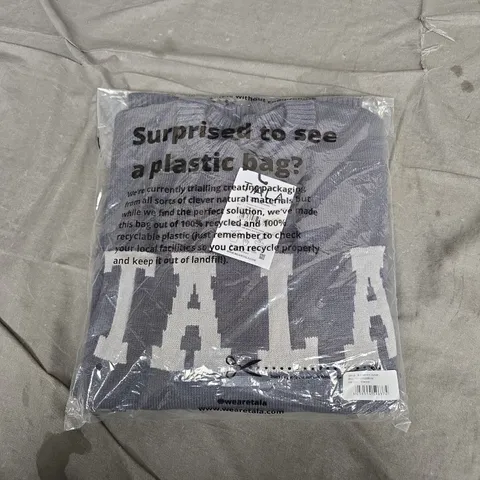 Surprised to see
a plastic bag?
We're currently trialling creating packaging
from all sorts of clever natural materials but
while we find the perfect solution, we've made
this bag out of 100% recycled and 100%
recyclable plastic (just remember to check
your local facilities so you can recycle properly
and keep it out of landfill).
TALA
TALA
@wearetala
www.wearetala.com